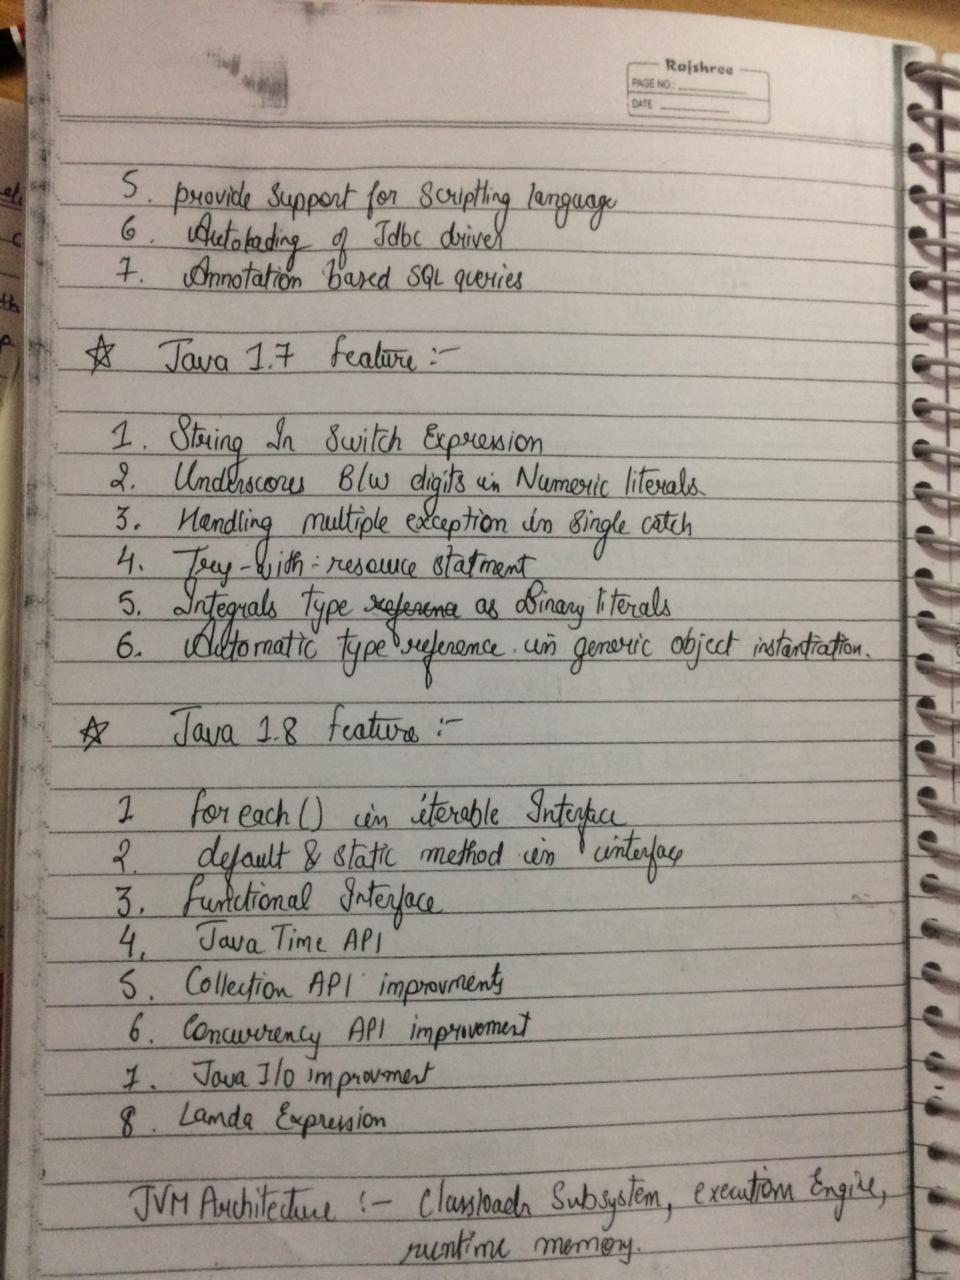 Rajshree
PAGE NO.:
DATE
5. provide Support for Scriptling language
6. Autoloading of Jdbc driver
7. Annotation based SQL queries
☆ Java 1.7 feature :-
1. String In Switch Expression
2. Underscores B/w digits in Numeric literals.
3. Handling multiple exception in Single catch
4. Try-with-resource statment
5. Integrals type as Binary literals
6. Automatic type reference in generic object instantiation.
☆ Java 1.8 feature :-
1 for each () in iterable Interface
2. default & static method in interface
3. functional Interface
4. Java Time API
5. Collection API improvments
6. Concurrency API improvement
7. Java I/o improvment
8. Lamda Expression
JVM Architecture :- Classloader Subsystem, execution Engine,
runtime memory.